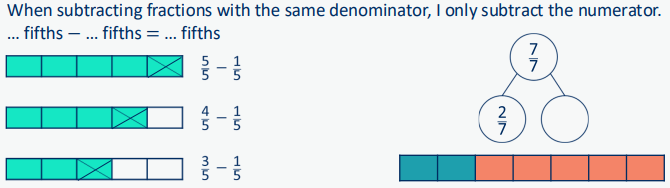 When subtracting fractions with the same denominator, I only subtract the numerator.
... fifths − ... fifths = ... fifths
5/5 − 1/5
4/5 − 1/5
3/5 − 1/5
7/7
2/7